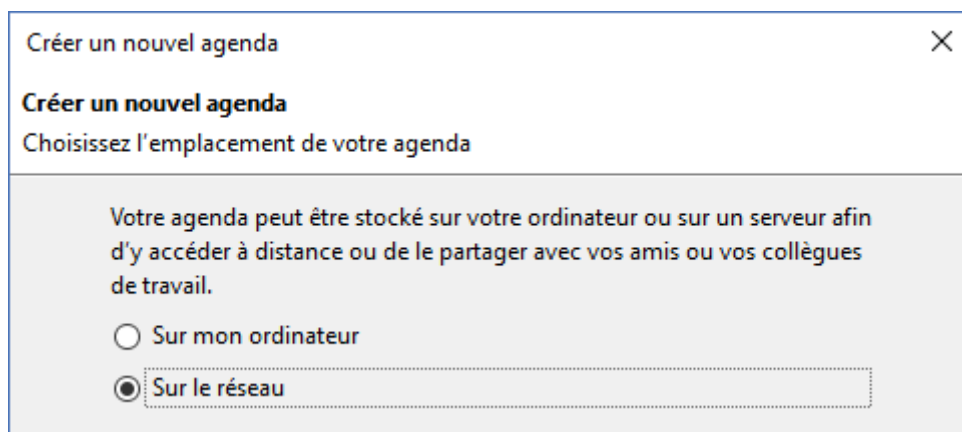 Créer un nouvel agenda
Créer un nouvel agenda
Choisissez l'emplacement de votre agenda
Votre agenda peut être stocké sur votre ordinateur ou sur un serveur afin
d'y accéder à distance ou de le partager avec vos amis ou vos collègues
de travail.
Sur mon ordinateur
Sur le réseau